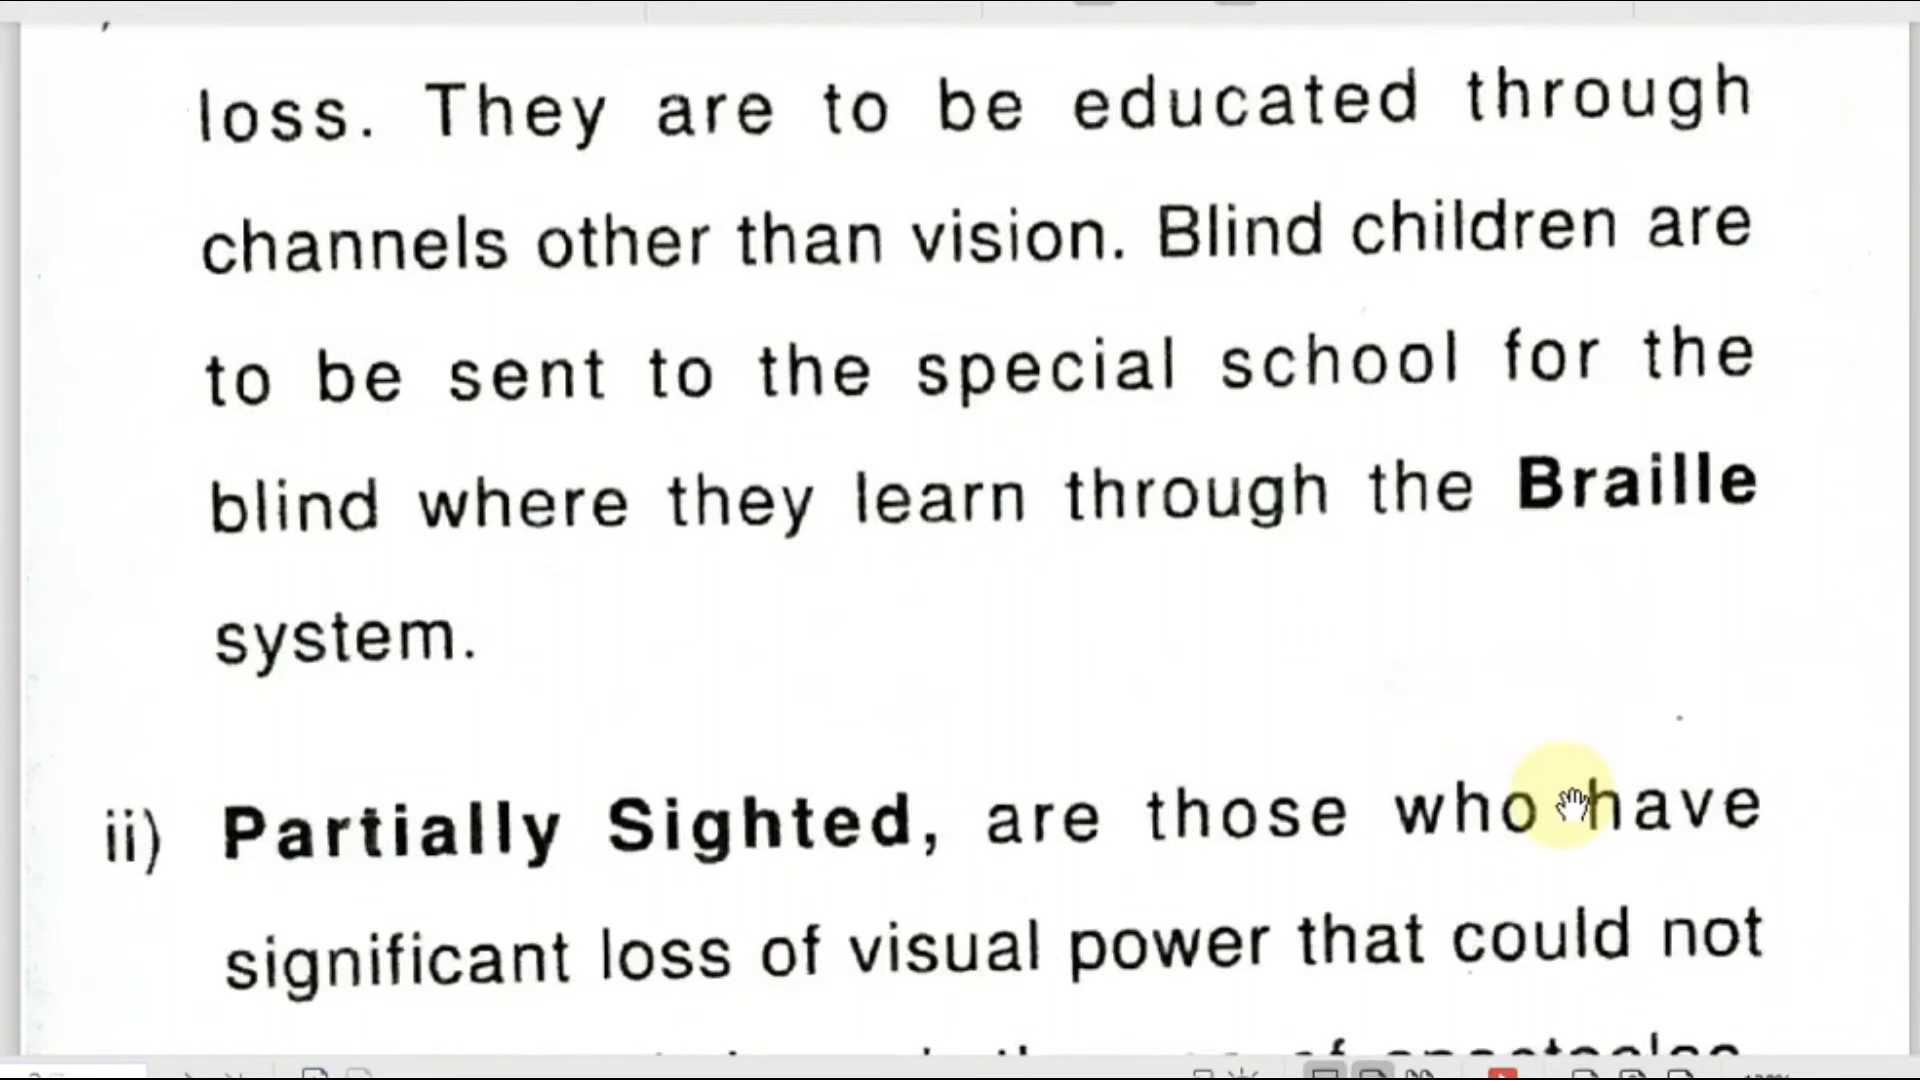 loss. They are to be educated through
channels other than vision. Blind children are
to be sent to the special school for the
blind where they learn through the Braille
system.
ii) Partially Sighted, are those who have
significant loss of visual power that could not